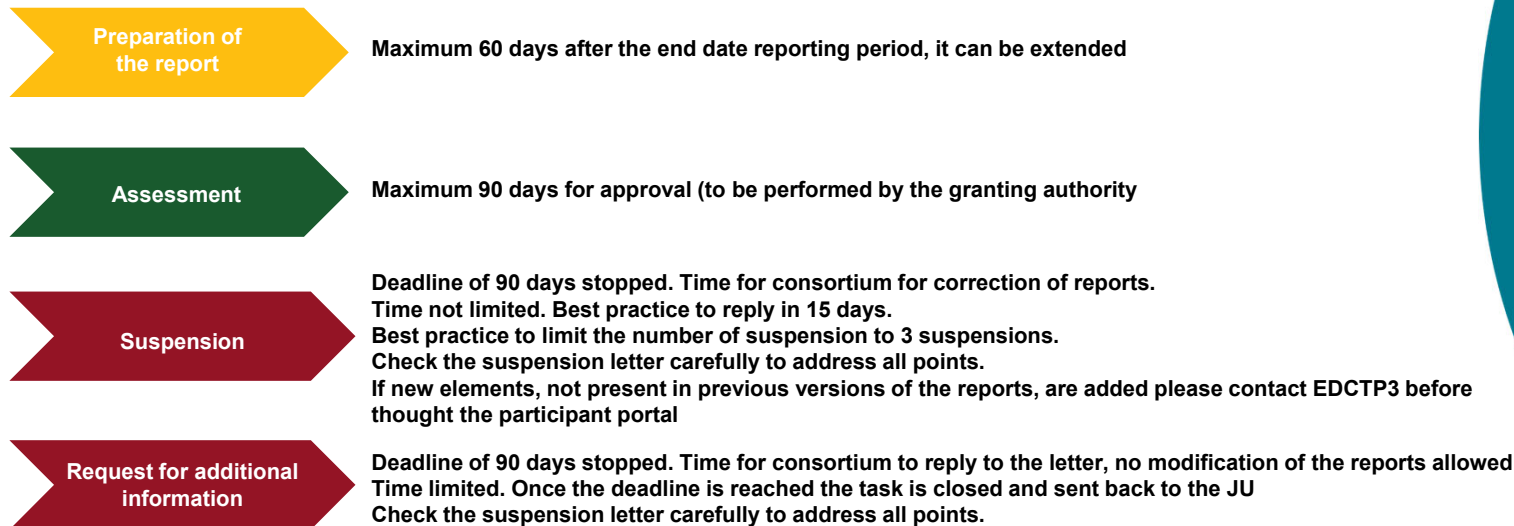 Preparation of
the report
Maximum 60 days after the end date reporting period, it can be extended
Assessment
Maximum 90 days for approval (to be performed by the granting authority
Suspension
Deadline of 90 days stopped. Time for consortium for correction of reports.
Time not limited. Best practice to reply in 15 days.
Best practice to limit the number of suspension to 3 suspensions.
Check the suspension letter carefully to address all points.
If new elements, not present in previous versions of the reports, are added please contact EDCTP3 before
thought the participant portal
Request for additional
information
Deadline of 90 days stopped. Time for consortium to reply to the letter, no modification of the reports allowed
Time limited. Once the deadline is reached the task is closed and sent back to the JU
Check the suspension letter carefully to address all points.